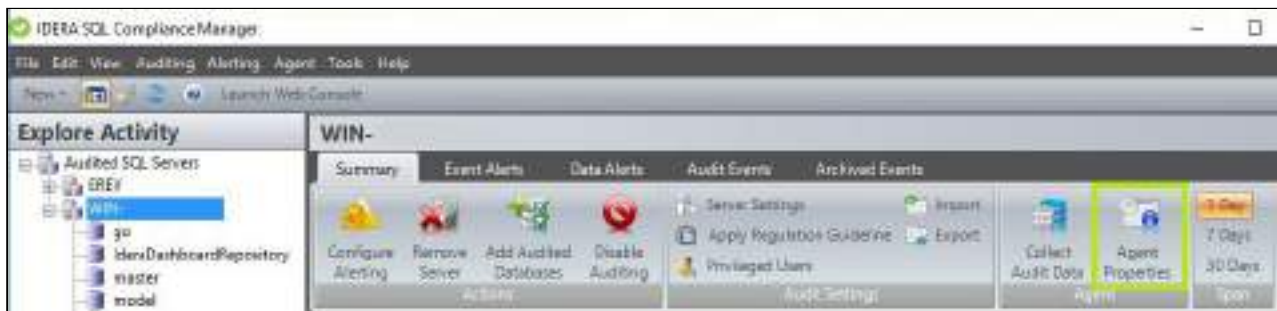 IDERA SQL Compliance Manager
File Edit View Auditing Alerting Agent Tools Help
New Launch Web Console
Explore Activity
WIN-
Audited SQL Servers
Summary Event Alerts Data Alerts Audit Events Archived Events
WIN-
go
IderaDashboardRepository
master
model
Configure Alerting
Remove Server
Add Audited Databases
Disable Auditing
Actions
Server Settings
Apply Regulation Guideline
Privileged Users
Import
Export
Audit Settings
Collect Audit Data
Agent Properties
Agent
1 Day
7 Days
30 Days
Span